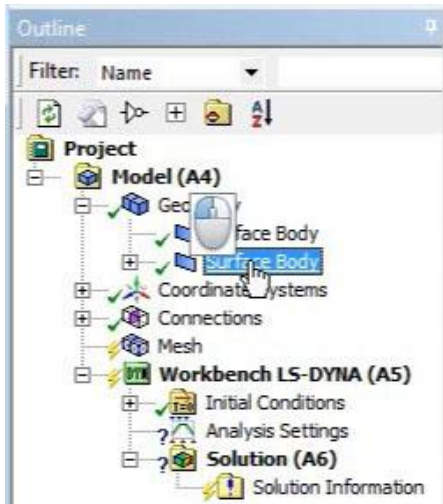 Outline
Filter: Name
Project
Model (A4)
Surface Body
Coordinate Systems
Connections
Mesh
Workbench LS-DYNA (A5)
Initial Conditions
Analysis Settings
Solution (A6)
Solution Information